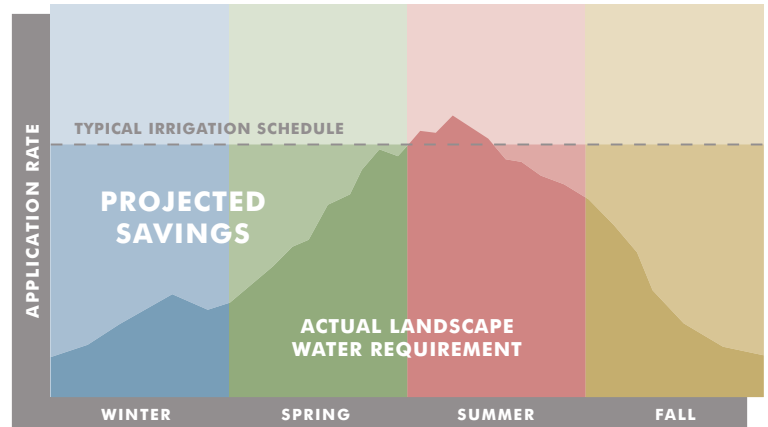 TYPICAL IRRIGATION SCHEDULE
APPLICATION RATE
PROJECTED
SAVINGS
ACTUAL LANDSCAPE
WATER REQUIREMENT
WINTER
SPRING
SUMMER
FALL